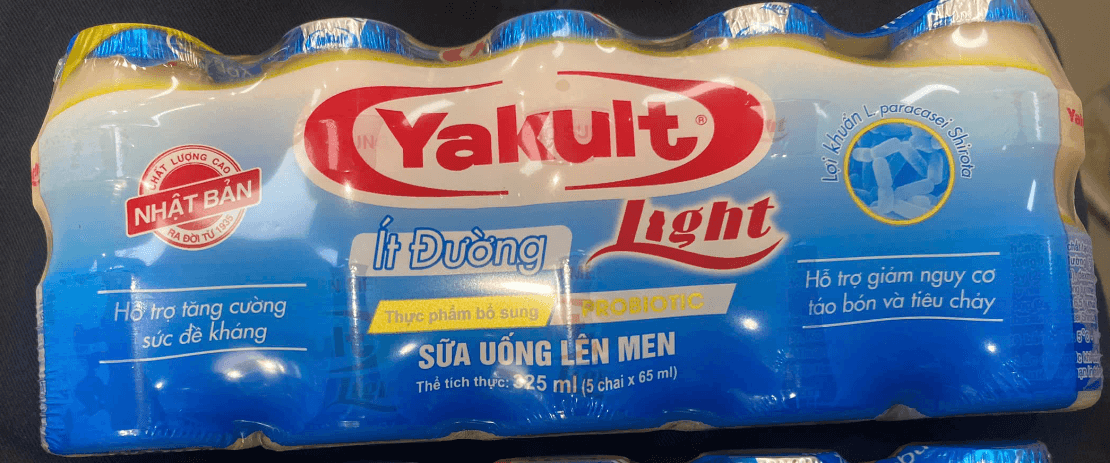 Yakult®
Light
Ít Đường
CHẤT LƯỢNG CAO
NHẬT BẢN
RA ĐỜI TỪ 1935
Lợi khuẩn L. paracasei Shirota
Hỗ trợ tăng cường
sức đề kháng
Thực phẩm bổ sung PROBIOTIC
SỮA UỐNG LÊN MEN
Thể tích thực: 325 ml (5 chai x 65 ml)
Hỗ trợ giảm nguy cơ
táo bón và tiêu chảy